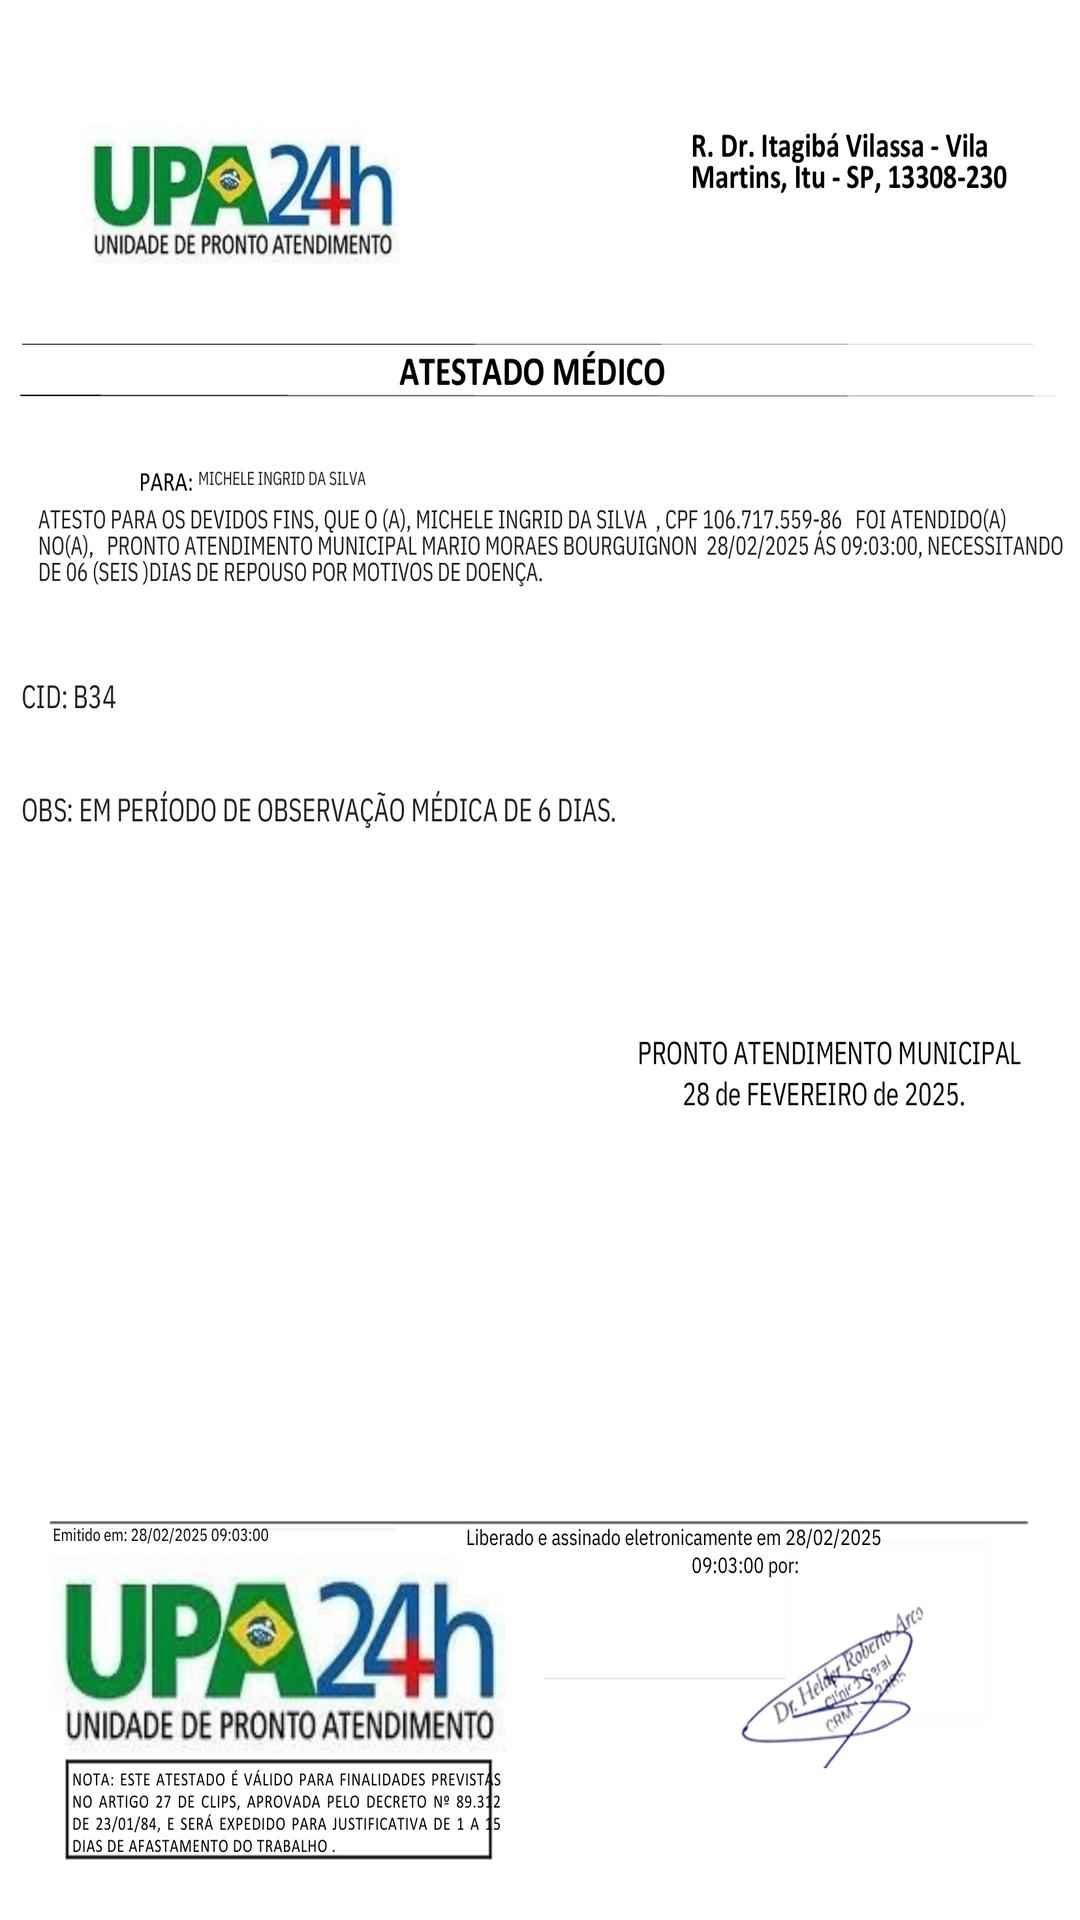 UPA24h
UNIDADE DE PRONTO ATENDIMENTO
R. Dr. Itagibá Vilassa - Vila
Martins, Itu - SP, 13308-230
ATESTADO MÉDICO
PARA: MICHELE INGRID DA SILVA
ATESTO PARA OS DEVIDOS FINS, QUE O (A), MICHELE INGRID DA SILVA , CPF 106.717.559-86 FOI ATENDIDO(A)
NO(A), PRONTO ATENDIMENTO MUNICIPAL MARIO MORAES BOURGUIGNON 28/02/2025 ÁS 09:03:00, NECESSITANDO
DE 06 (SEIS )DIAS DE REPOUSO POR MOTIVOS DE DOENÇA.
CID: B34
OBS: EM PERÍODO DE OBSERVAÇÃO MÉDICA DE 6 DIAS.
PRONTO ATENDIMENTO MUNICIPAL
28 de FEVEREIRO de 2025.
Emitido em: 28/02/2025 09:03:00
Liberado e assinado eletronicamente em 28/02/2025
09:03:00 por:
UPA24h
UNIDADE DE PRONTO ATENDIMENTO
Dr. Helder Roberto Arco
Clínico Geral
CRM
NOTA: ESTE ATESTADO É VÁLIDO PARA FINALIDADES PREVISTAS
NO ARTIGO 27 DE CLIPS, APROVADA PELO DECRETO Nº 89.312
DE 23/01/84, E SERÁ EXPEDIDO PARA JUSTIFICATIVA DE 1 A 15
DIAS DE AFASTAMENTO DO TRABALHO .